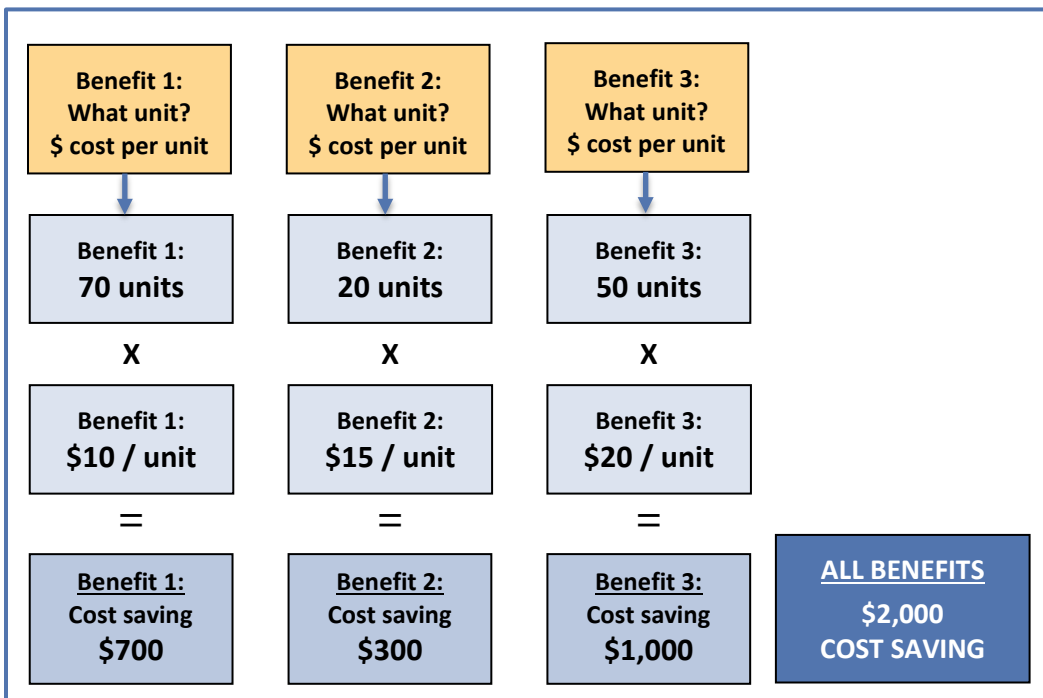 Benefit 1:
What unit?
$ cost per unit
Benefit 2:
What unit?
$ cost per unit
Benefit 3:
What unit?
$ cost per unit
Benefit 1:
70 units
Benefit 2:
20 units
Benefit 3:
50 units
X
X
X
Benefit 1:
$10 / unit
Benefit 2:
$15 / unit
Benefit 3:
$20 / unit
=
=
=
Benefit 1:
Cost saving
$700
Benefit 2:
Cost saving
$300
Benefit 3:
Cost saving
$1,000
ALL BENEFITS
$2,000
COST SAVING